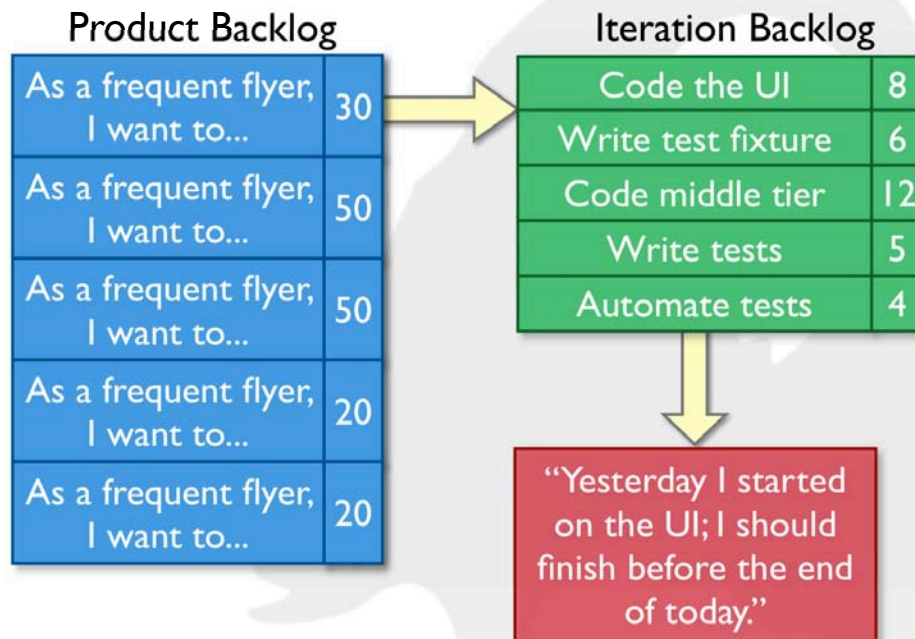 Product Backlog
As a frequent flyer,
I want to...
30
As a frequent flyer,
I want to...
50
As a frequent flyer,
I want to...
50
As a frequent flyer,
I want to...
20
As a frequent flyer,
I want to...
20
Iteration Backlog
Code the UI 8
Write test fixture 6
Code middle tier 12
Write tests 5
Automate tests 4
“Yesterday I started
on the UI; I should
finish before the end
of today.”